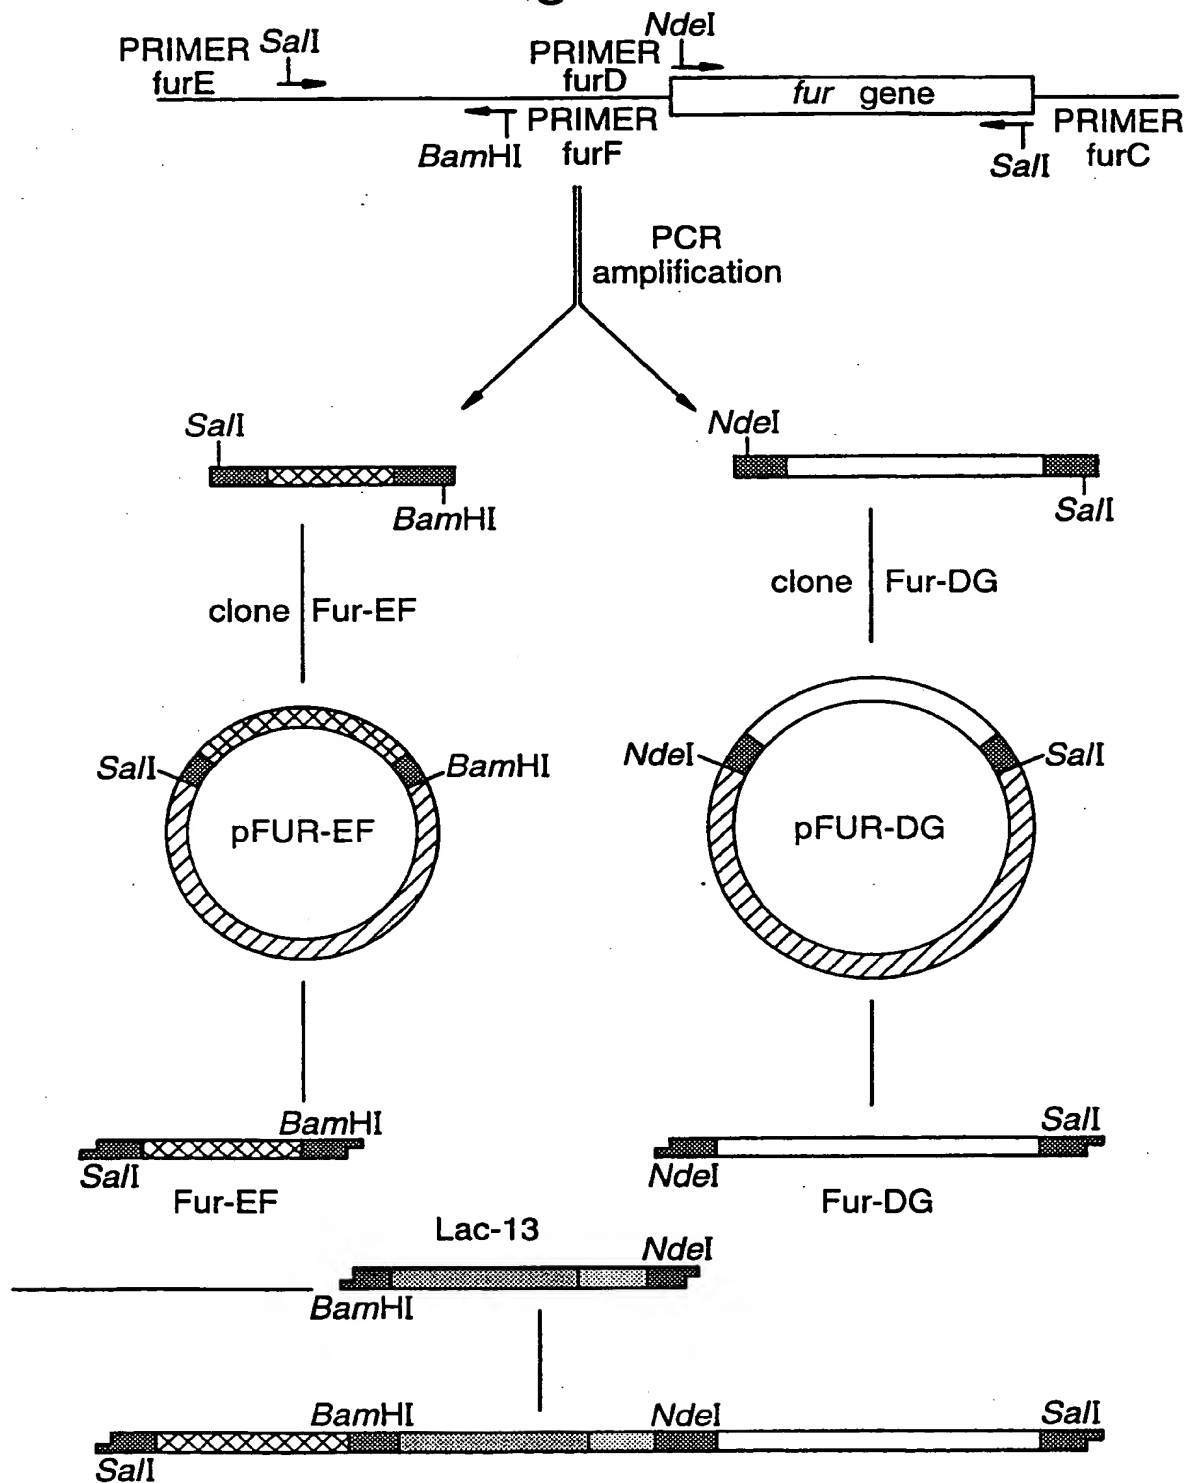 NdeI
PRIMER SalI
furE
PRIMER
furD
fur gene
PRIMER
furF
BamHI
PRIMER
furC
SalI
PCR
amplification
SalI
BamHI
NdeI
SalI
clone Fur-EF
clone Fur-DG
SalI
BamHI
pFUR-EF
NdeI
SalI
pFUR-DG
BamHI
SalI
Fur-EF
SalI
NdeI
Fur-DG
Lac-13
NdeI
BamHI
BamHI
NdeI
SalI
SalI